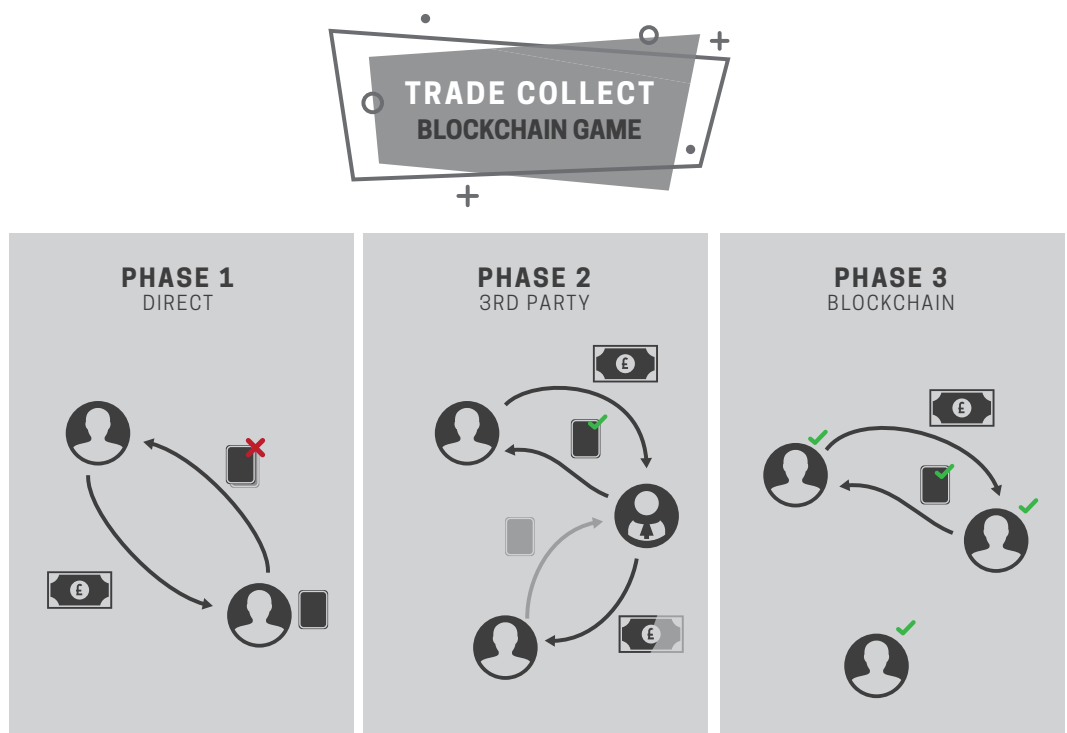 TRADE COLLECT
BLOCKCHAIN GAME
PHASE 1
DIRECT
£
PHASE 2
3RD PARTY
£
£
PHASE 3
BLOCKCHAIN
£